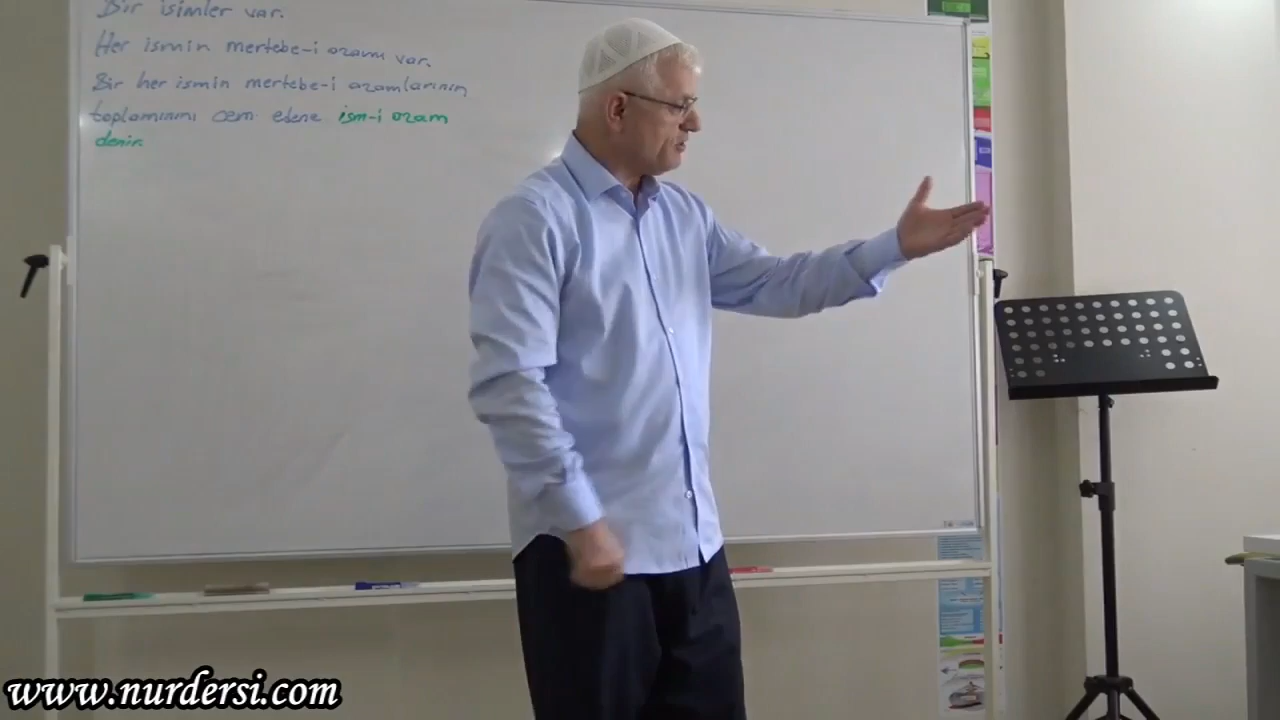 Bir isimler var.
Her ismin mertebe-i azamı var.
Bir her ismin mertebe-i azamlarının
toplamını cem edene ism-i azam
denir.
www.nurdersi.com